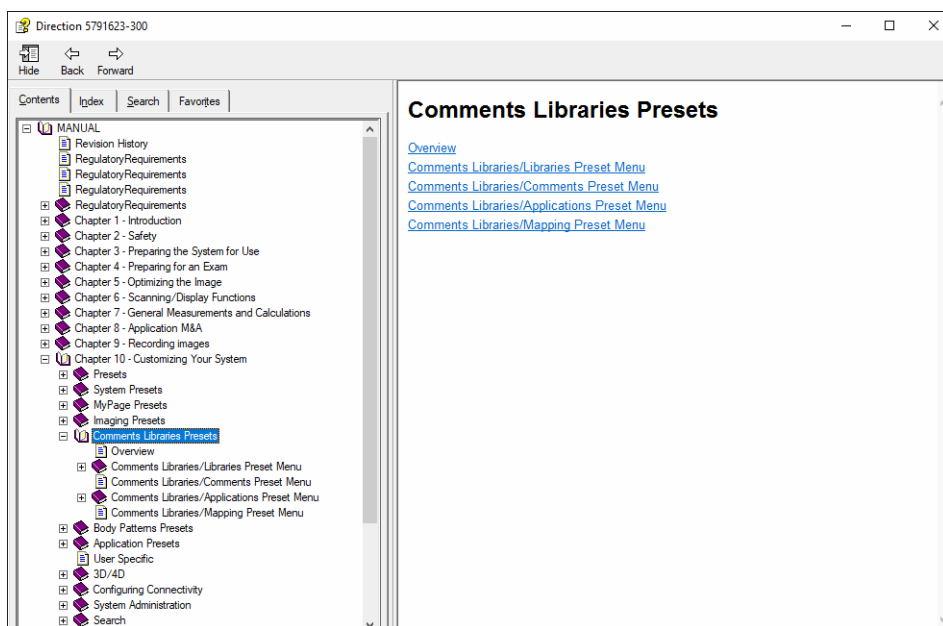 Direction 5791623-300
Hide Back Forward
Contents Index Search Favorites
MANUAL
Revision History
RegulatoryRequirements
RegulatoryRequirements
RegulatoryRequirements
RegulatoryRequirements
Chapter 1 - Introduction
Chapter 2 - Safety
Chapter 3 - Preparing the System for Use
Chapter 4 - Preparing for an Exam
Chapter 5 - Optimizing the Image
Chapter 6 - Scanning/Display Functions
Chapter 7 - General Measurements and Calculations
Chapter 8 - Application M&A
Chapter 9 - Recording images
Chapter 10 - Customizing Your System
Presets
System Presets
MyPage Presets
Imaging Presets
Comments Libraries Presets
Overview
Comments Libraries/Libraries Preset Menu
Comments Libraries/Comments Preset Menu
Comments Libraries/Applications Preset Menu
Comments Libraries/Mapping Preset Menu
Body Patterns Presets
Application Presets
User Specific
3D/4D
Configuring Connectivity
System Administration
Search
Comments Libraries Presets
Overview
Comments Libraries/Libraries Preset Menu
Comments Libraries/Comments Preset Menu
Comments Libraries/Applications Preset Menu
Comments Libraries/Mapping Preset Menu